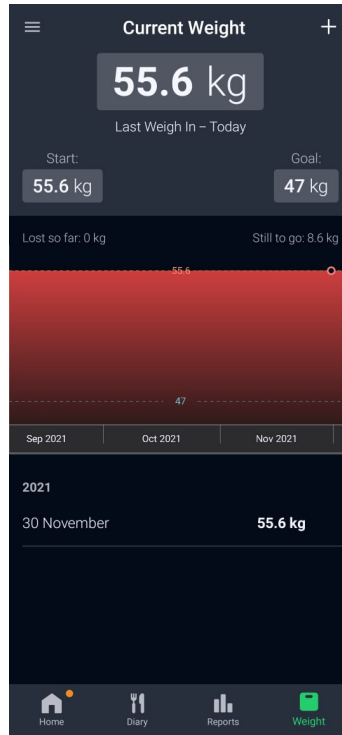 Current Weight
55.6 kg
Last Weigh In – Today
Start:
Goal:
55.6 kg
47 kg
Lost so far: 0 kg
Still to go: 8.6 kg
55.6
47
Sep 2021
Oct 2021
Nov 2021
2021
30 November
55.6 kg
Home
Diary
Reports
Weight